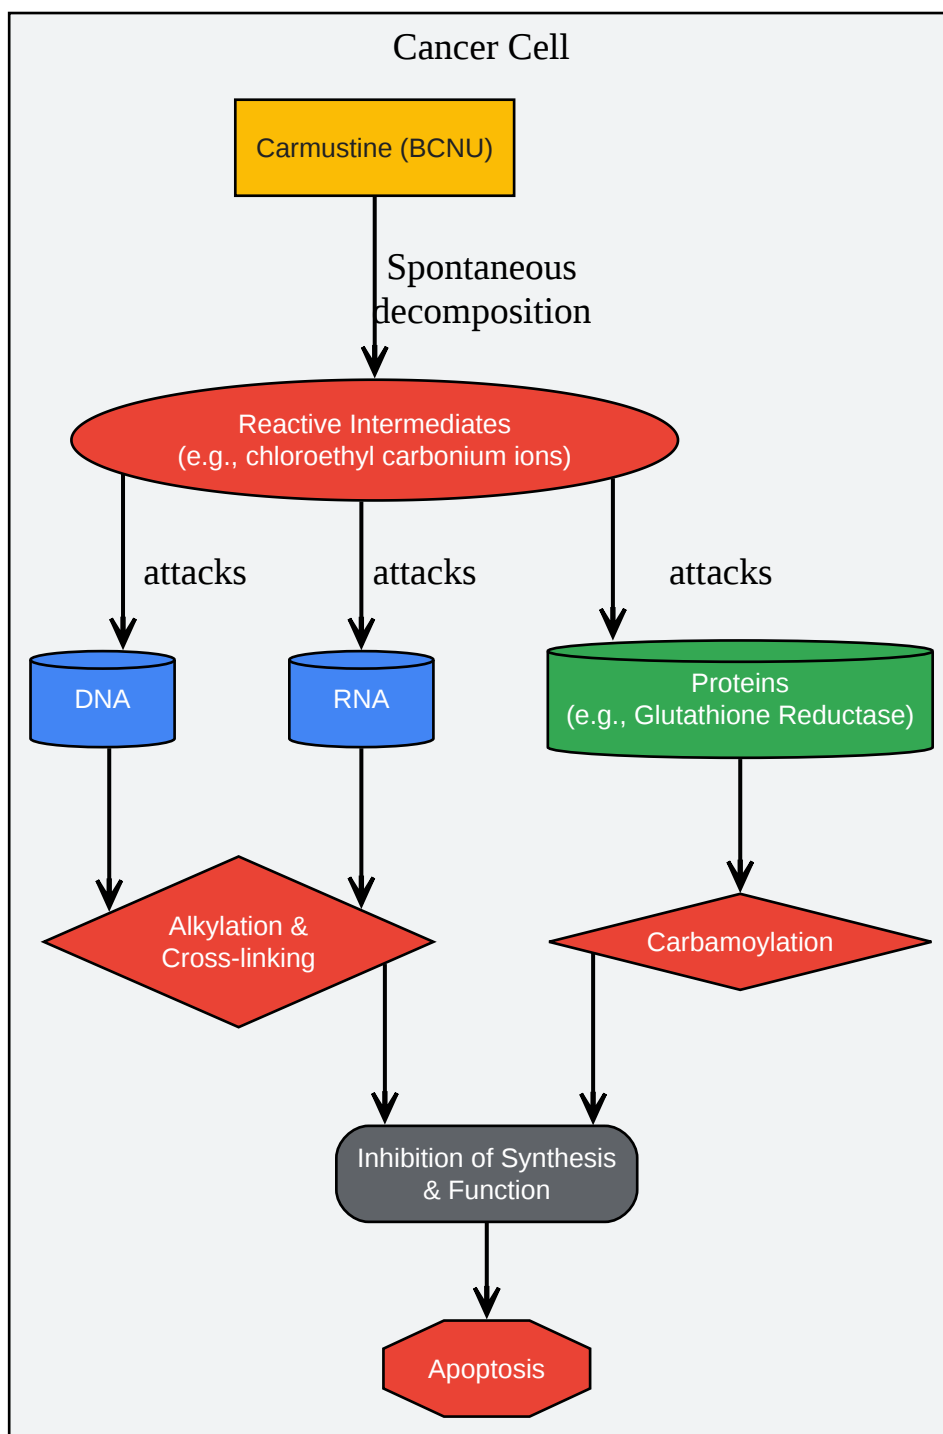 Cancer Cell
Carmustine (BCNU)
Spontaneous
decomposition
Reactive Intermediates
(e.g., chloroethyl carbonium ions)
attacks
attacks
attacks
DNA
RNA
Proteins
(e.g., Glutathione Reductase)
Alkylation &
Cross-linking
Carbamoylation
Inhibition of Synthesis
& Function
Apoptosis